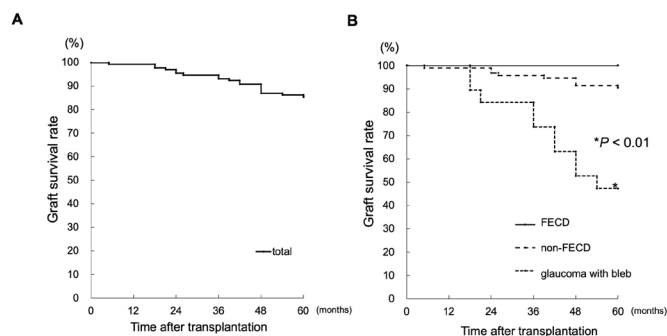 A
(%)
100
90
80
70
60
50
40
30
20
10
0
Graft survival rate
total
0 12 24 36 48 60 (months)
Time after transplantation
B
(%)
100
90
80
70
60
50
40
30
20
10
0
Graft survival rate
*P < 0.01
*
FECD
non-FECD
glaucoma with bleb
0 12 24 36 48 60 (months)
Time after transplantation